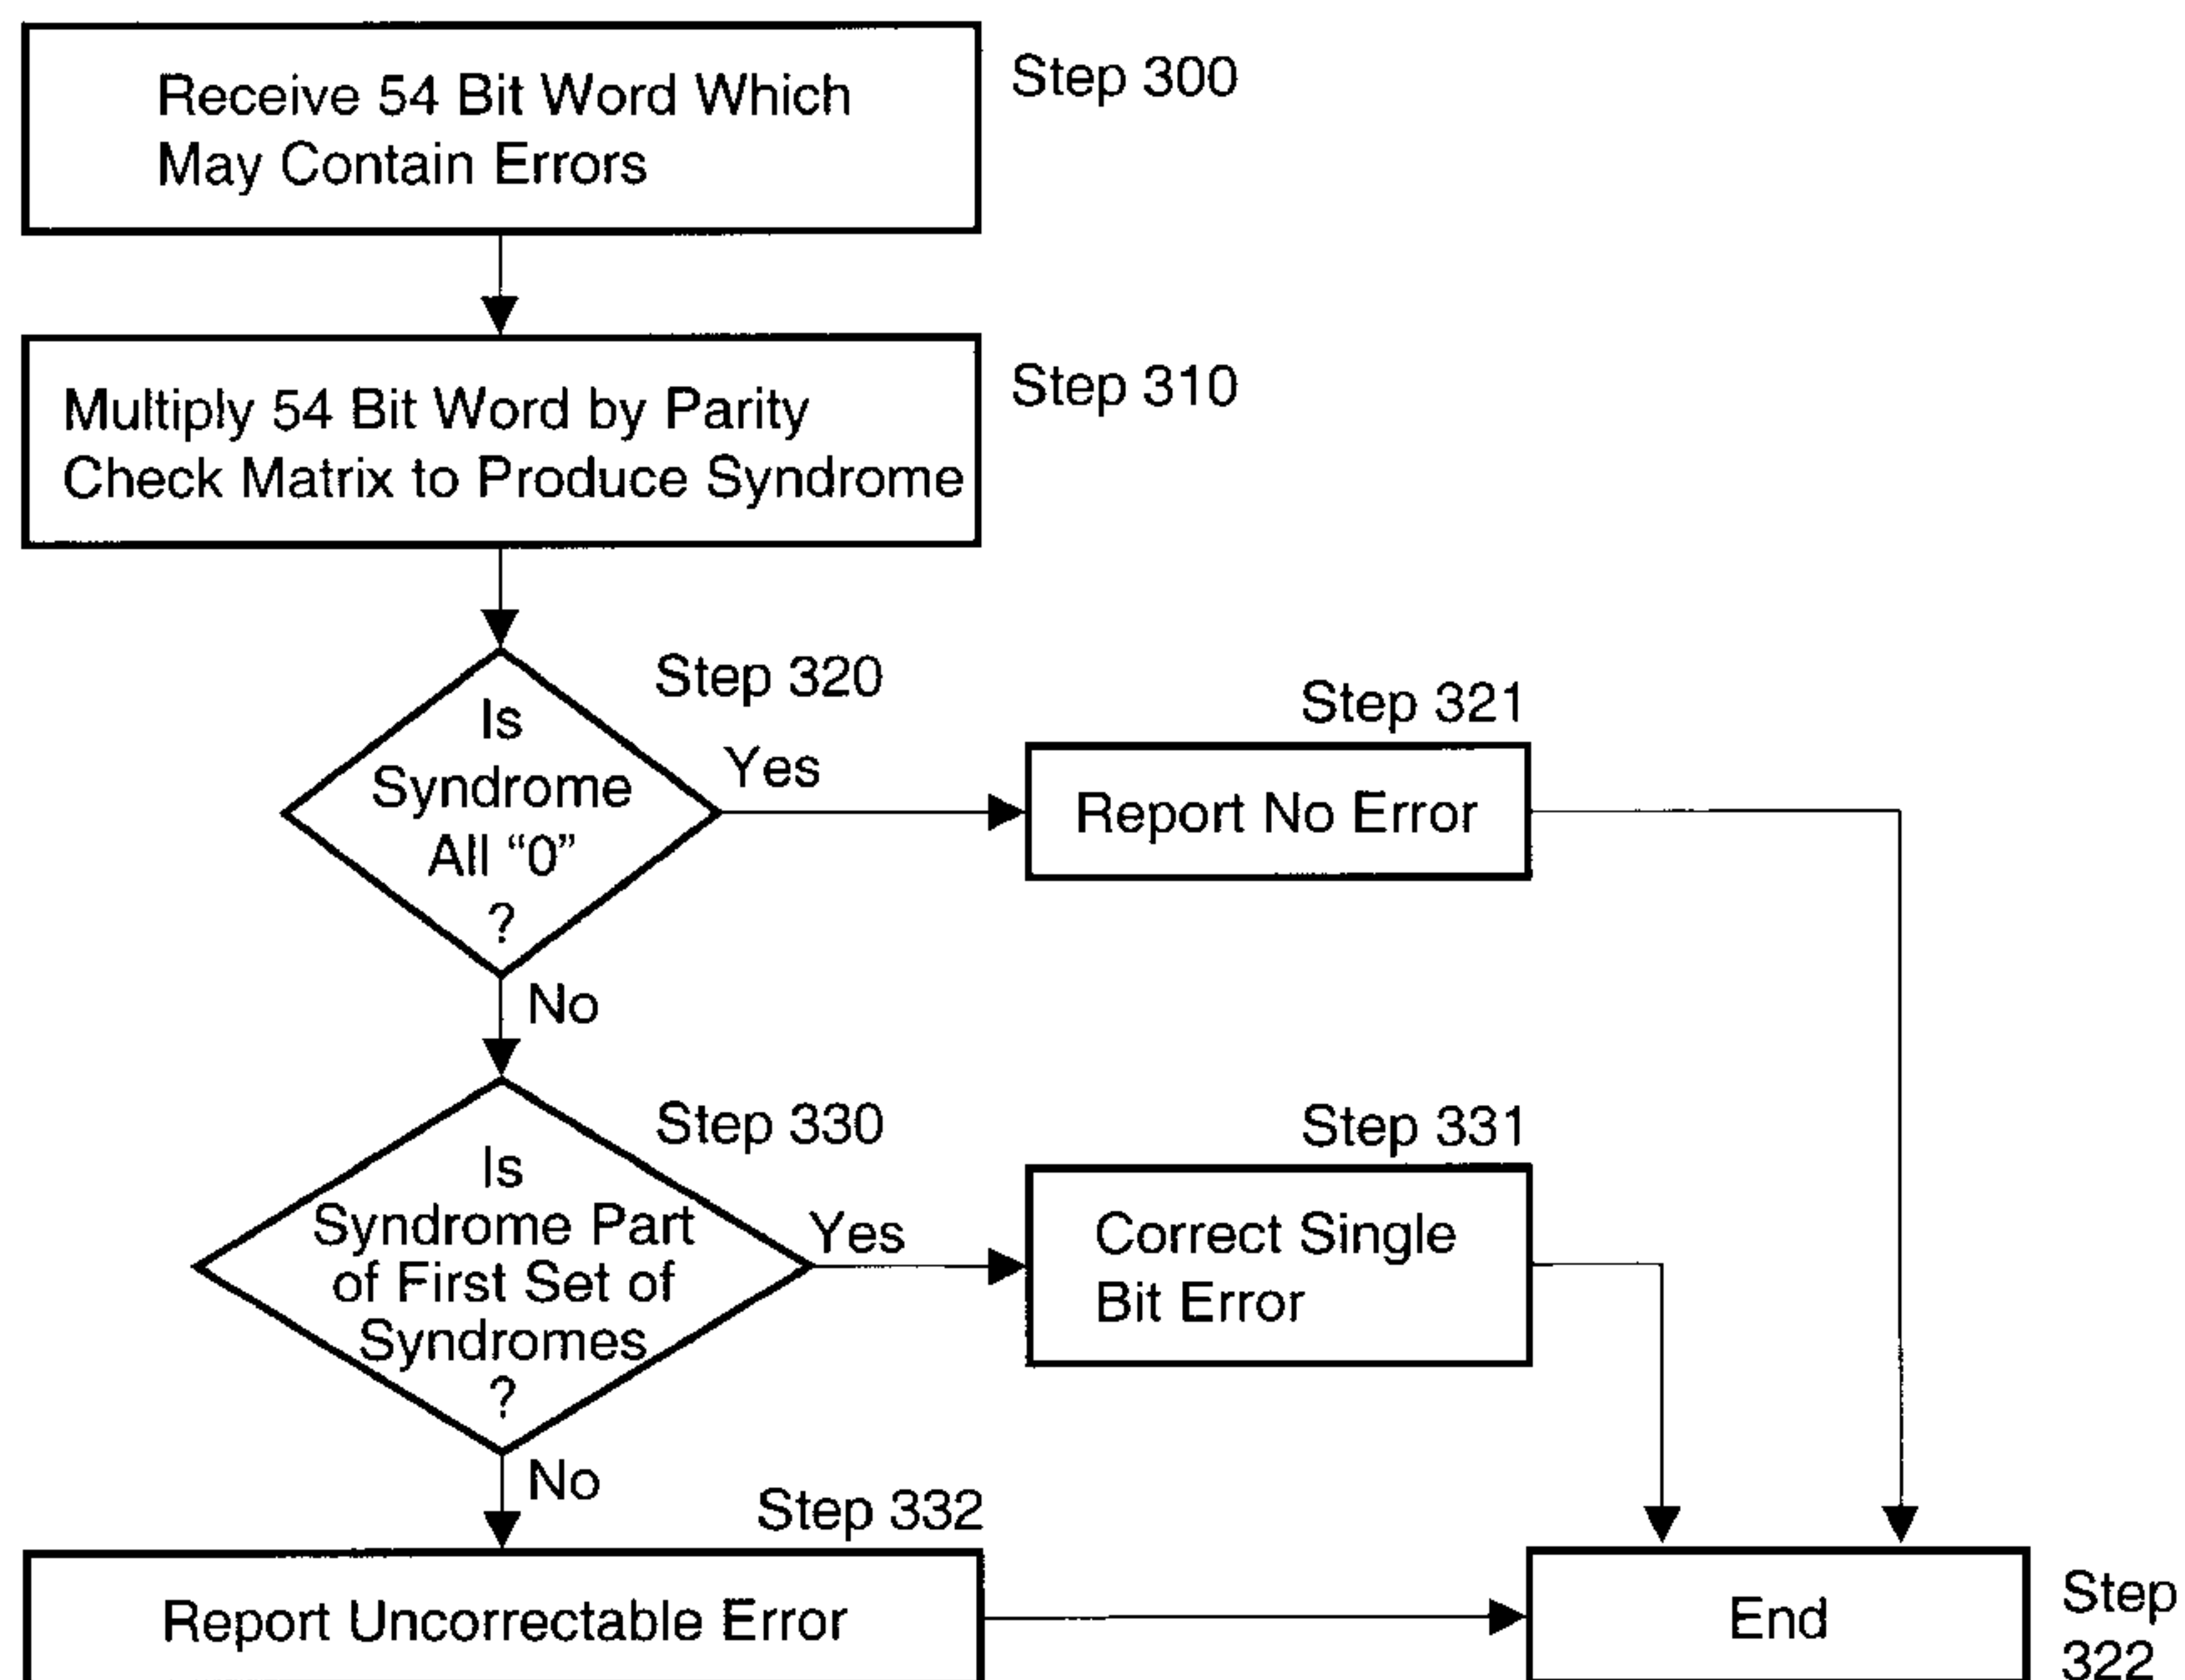 Receive 54 Bit Word Which
May Contain Errors
Step 300
Multiply 54 Bit Word by Parity
Check Matrix to Produce Syndrome
Step 310
Step 320
Is
Syndrome
All “0”
?
Yes
Step 321
Report No Error
No
Step 330
Is
Syndrome Part
of First Set of
Syndromes
?
Yes
Step 331
Correct Single
Bit Error
No
Step 332
Report Uncorrectable Error
End
Step
322